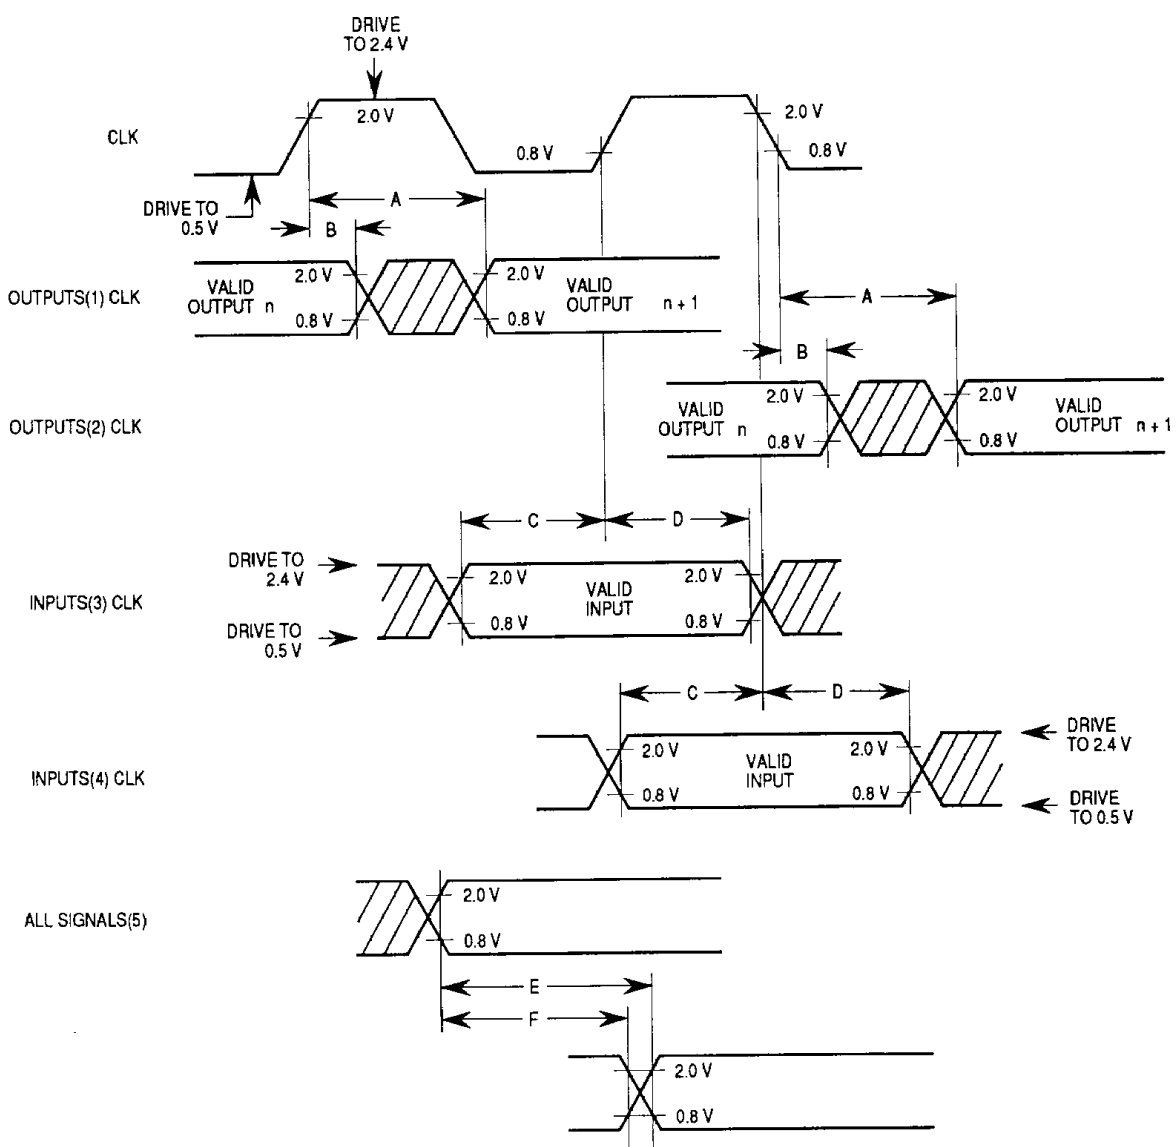 DRIVE
TO 2.4 V
CLK
2.0 V
0.8 V
2.0 V
0.8 V
DRIVE TO
0.5 V
A
B
OUTPUTS(1) CLK
VALID
OUTPUT n
2.0 V
0.8 V
2.0 V
0.8 V
VALID
OUTPUT n + 1
A
B
OUTPUTS(2) CLK
VALID
OUTPUT n
2.0 V
0.8 V
2.0 V
0.8 V
VALID
OUTPUT n + 1
C
D
DRIVE TO
2.4 V
INPUTS(3) CLK
DRIVE TO
0.5 V
2.0 V
0.8 V
VALID
INPUT
2.0 V
0.8 V
C
D
INPUTS(4) CLK
2.0 V
0.8 V
VALID
INPUT
2.0 V
0.8 V
DRIVE
TO 2.4 V
DRIVE
TO 0.5 V
ALL SIGNALS(5)
2.0 V
0.8 V
E
F
2.0 V
0.8 V